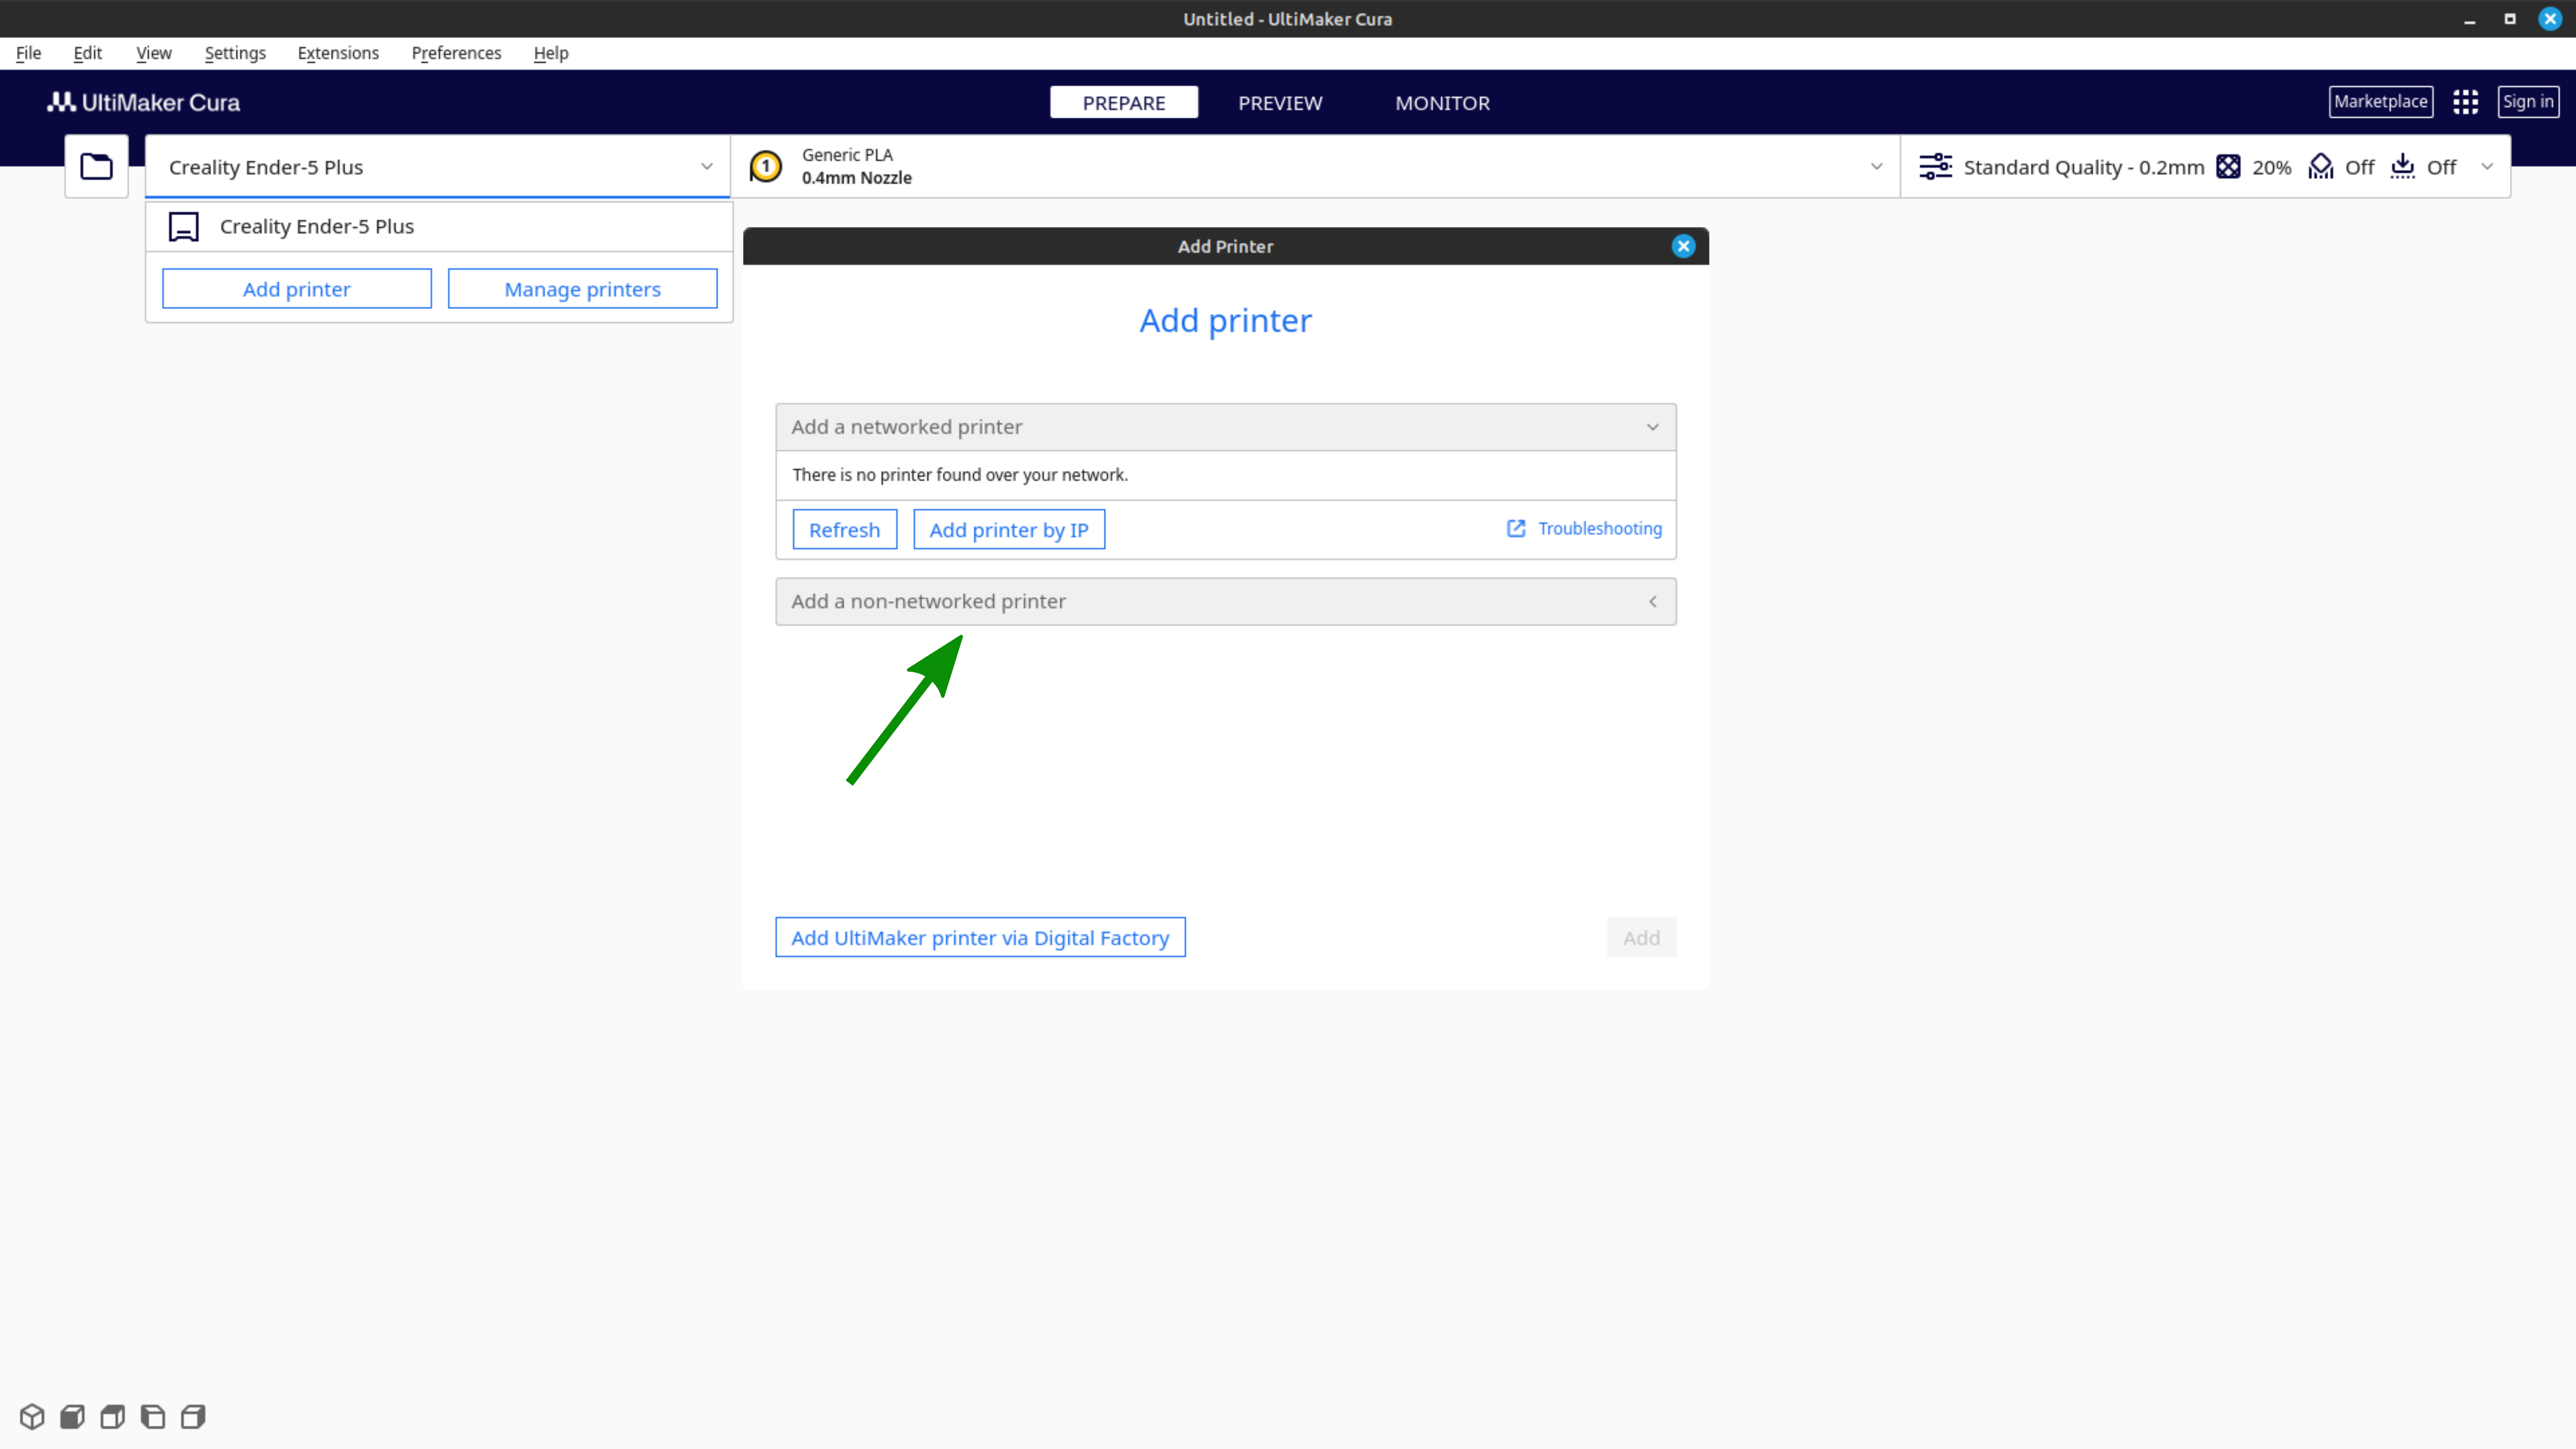 Untitled - UltiMaker Cura
File Edit View Settings Extensions Preferences Help
UltiMaker Cura
PREPARE PREVIEW MONITOR
Marketplace Sign in
Creality Ender-5 Plus
1
Generic PLA
0.4mm Nozzle
Standard Quality - 0.2mm 20% Off Off
Creality Ender-5 Plus
Add printer Manage printers
Add Printer
Add printer
Add a networked printer
There is no printer found over your network.
Refresh Add printer by IP Troubleshooting
Add a non-networked printer
Add UltiMaker printer via Digital Factory Add